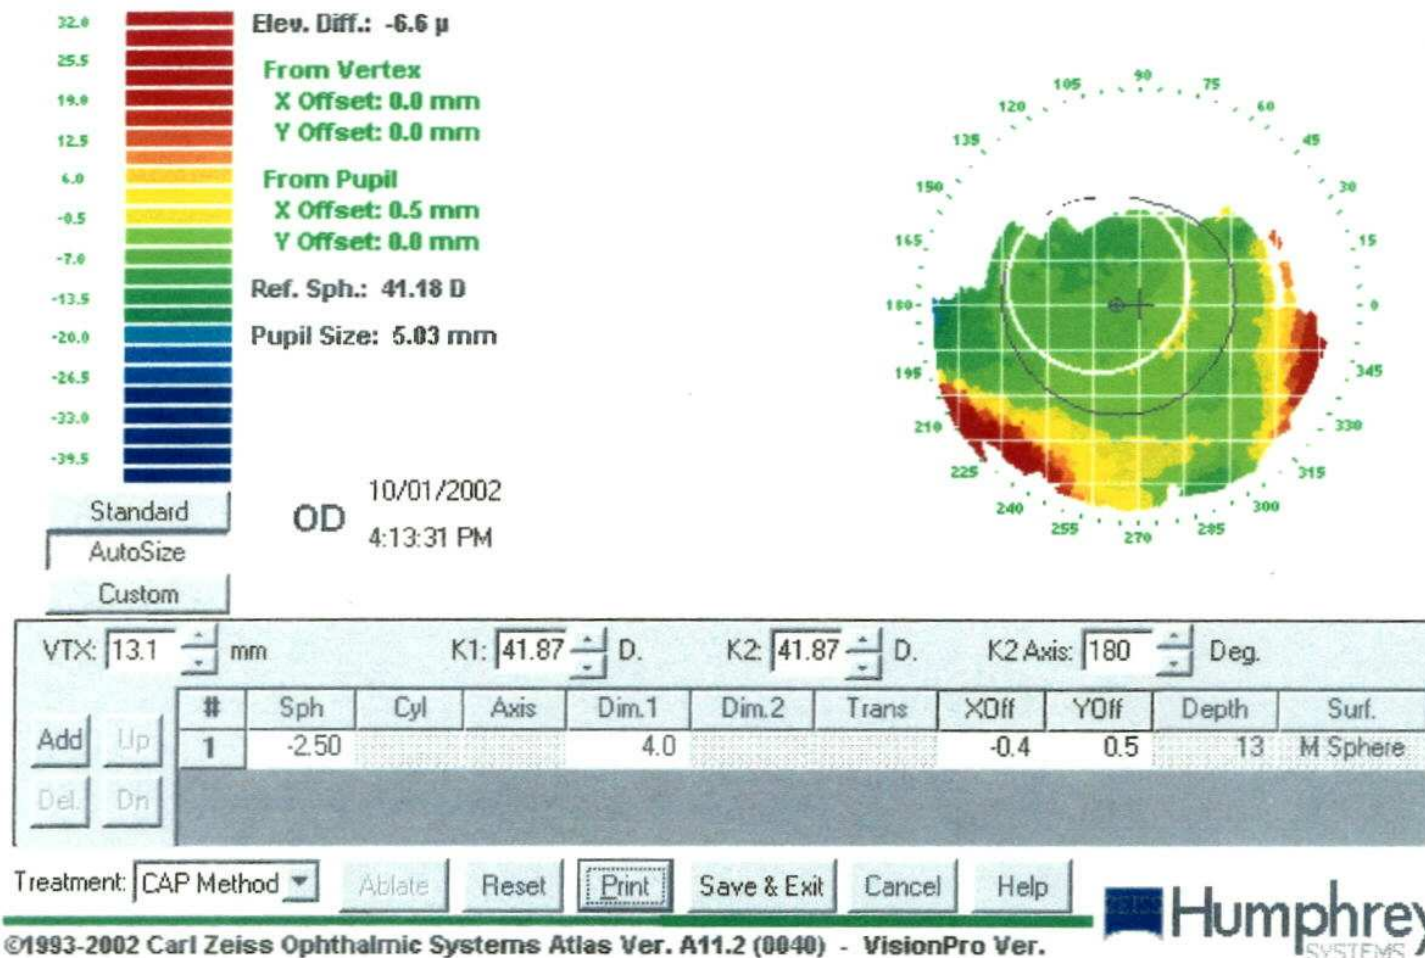 32.0
25.5
19.0
12.5
6.0
-0.5
-7.0
-13.5
-20.0
-26.5
-33.0
-39.5
Elev. Diff.: -6.6 µ
From Vertex
X Offset: 0.0 mm
Y Offset: 0.0 mm
From Pupil
X Offset: 0.5 mm
Y Offset: 0.0 mm
Ref. Sph.: 41.18 D
Pupil Size: 5.03 mm
90
105
75
120
60
135
45
150
30
165
15
180
0
195
345
210
330
225
315
240
300
255
285
270
OD
10/01/2002
4:13:31 PM
Standard
AutoSize
Custom
VTX: 13.1 mm K1: 41.87 D. K2: 41.87 D. K2 Axis: 180 Deg.
# Sph Cyl Axis Dim.1 Dim.2 Trans XOff YOff Depth Surf.
1 -2.50 4.0 -0.4 0.5 13 M Sphere
Add Up
Del. Dn
Treatment: CAP Method Ablate Reset Print Save & Exit Cancel Help
ZEISS Humphrey
SYSTEMS
©1993-2002 Carl Zeiss Ophthalmic Systems Atlas Ver. A11.2 (0040) - VisionPro Ver.